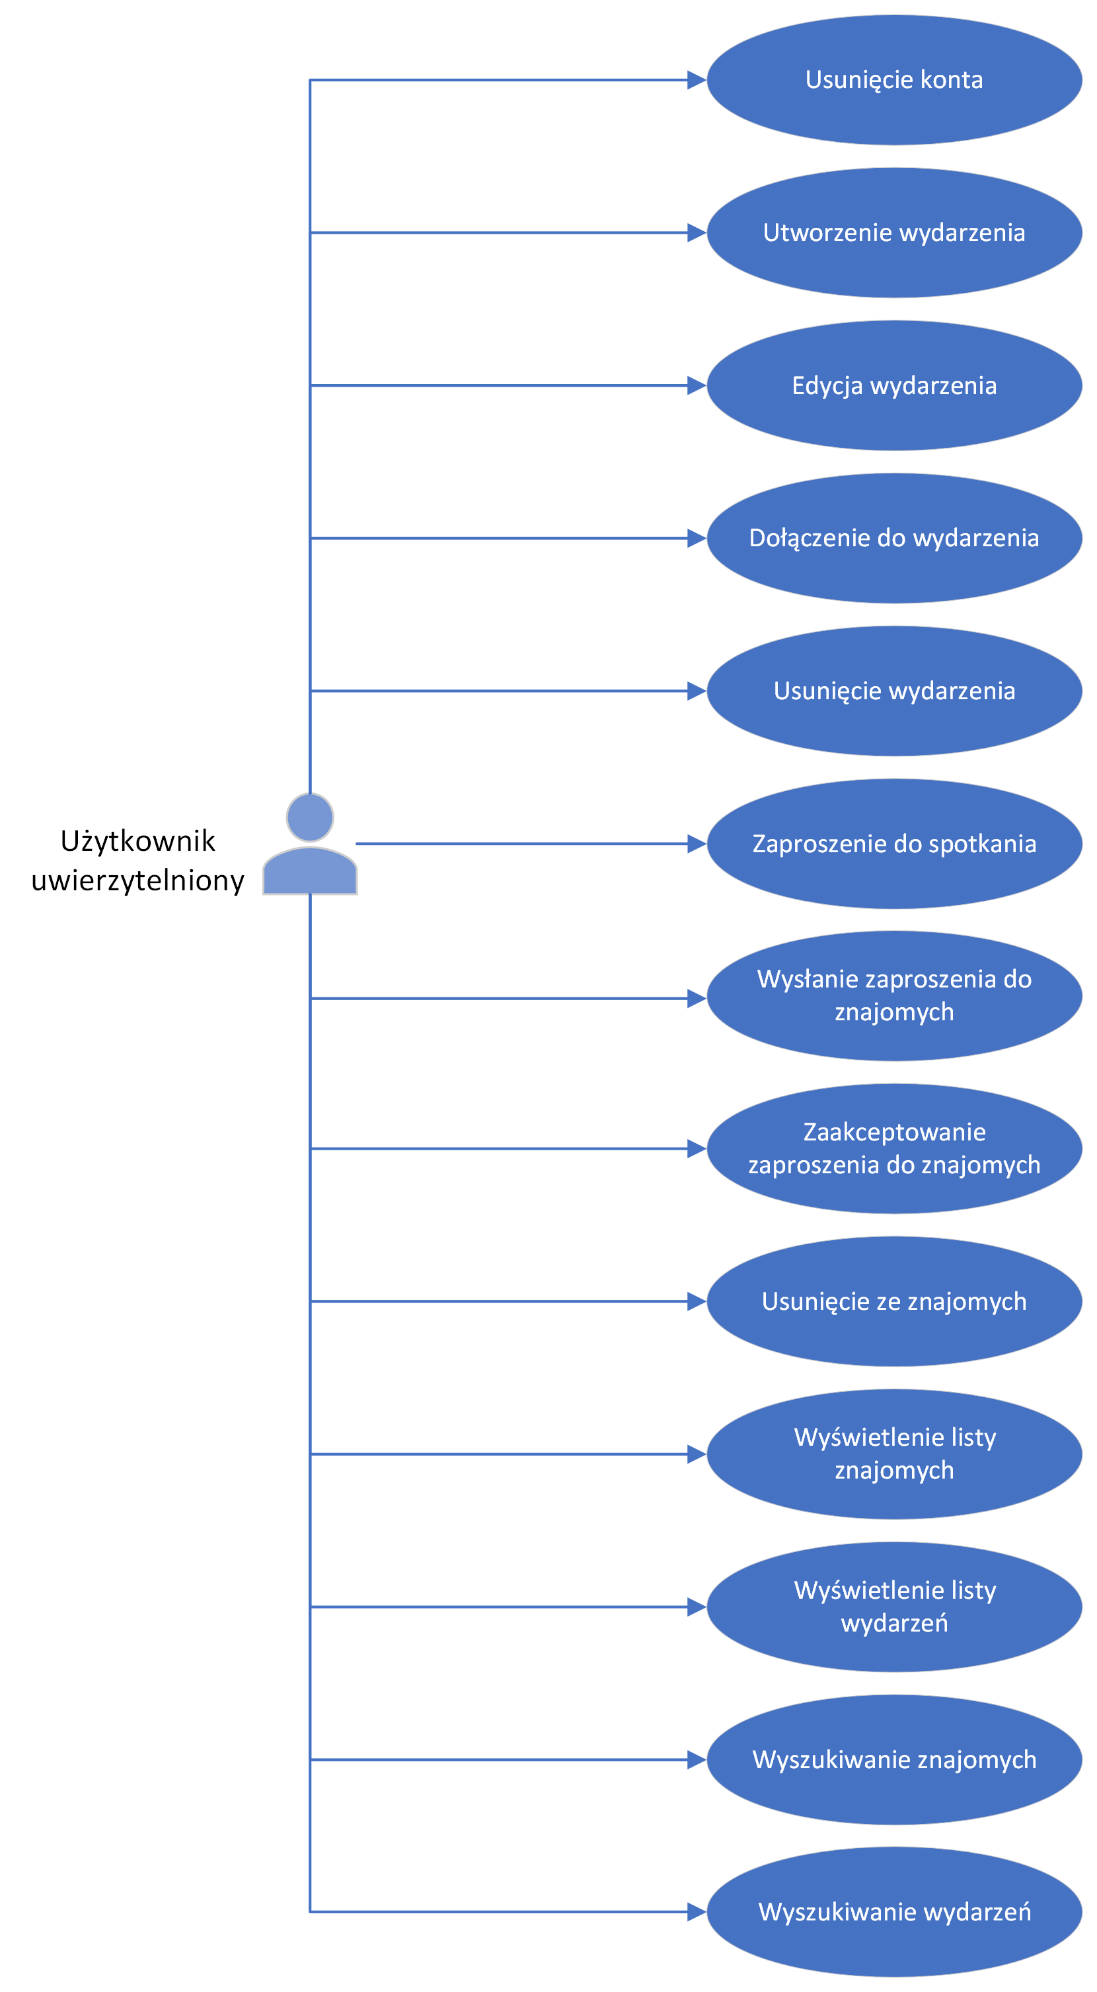 Usunięcie konta
Utworzenie wydarzenia
Edycja wydarzenia
Dołączenie do wydarzenia
Usunięcie wydarzenia
Użytkownik
uwierzytelniony
Zaproszenie do spotkania
Wysłanie zaproszenia do
znajomych
Zaakceptowanie
zaproszenia do znajomych
Usunięcie ze znajomych
Wyświetlenie listy
znajomych
Wyświetlenie listy
wydarzeń
Wyszukiwanie znajomych
Wyszukiwanie wydarzeń